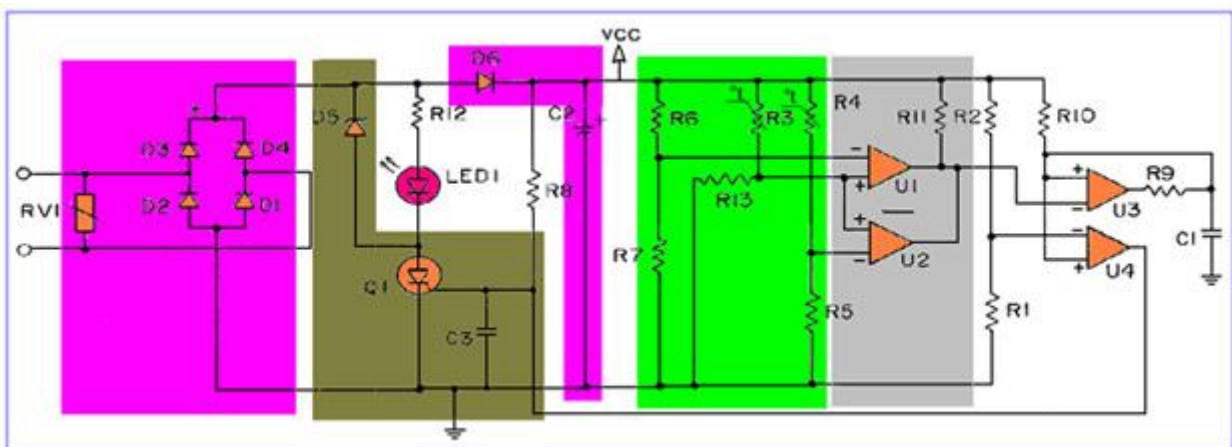 VCC
D6
D5
R12
C2
+
R6
R3
R4
R11
R2
R10
D3
D4
+
LED1
R8
R13
-
+
U1
+
-
U2
+
-
U3
R9
RV1
D2
D1
R7
-
+
U4
C1
Q1
C3
R5
R1